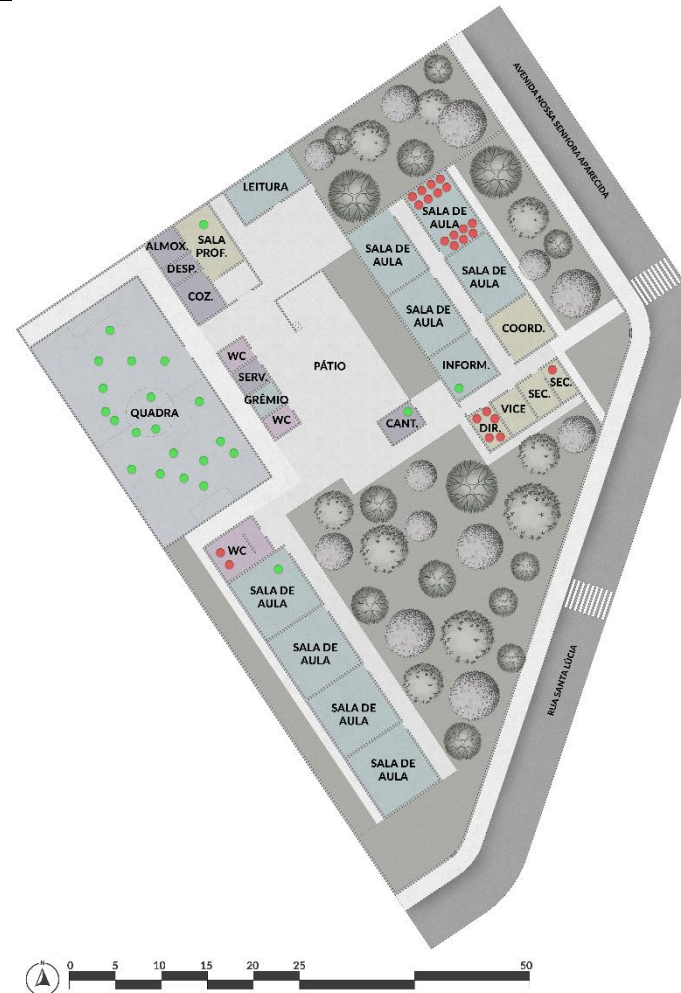 AVENIDA NOSSA SENHORA APARECIDA
LEITURA
SALA DE
AULA
ALMOX.
SALA
PROF.
DESP.
COZ.
SALA DE
AULA
SALA DE
AULA
SALA DE
AULA
COORD.
WC
SERV.
GRÊMIO
WC
PÁTIO
INFORM.
QUADRA
CANT.
DIR.
VICE
SEC.
SEC.
WC
SALA DE
AULA
SALA DE
AULA
SALA DE
AULA
SALA DE
AULA
RUA SANTA LÚCIA
N
0 5 10 15 20 25 50